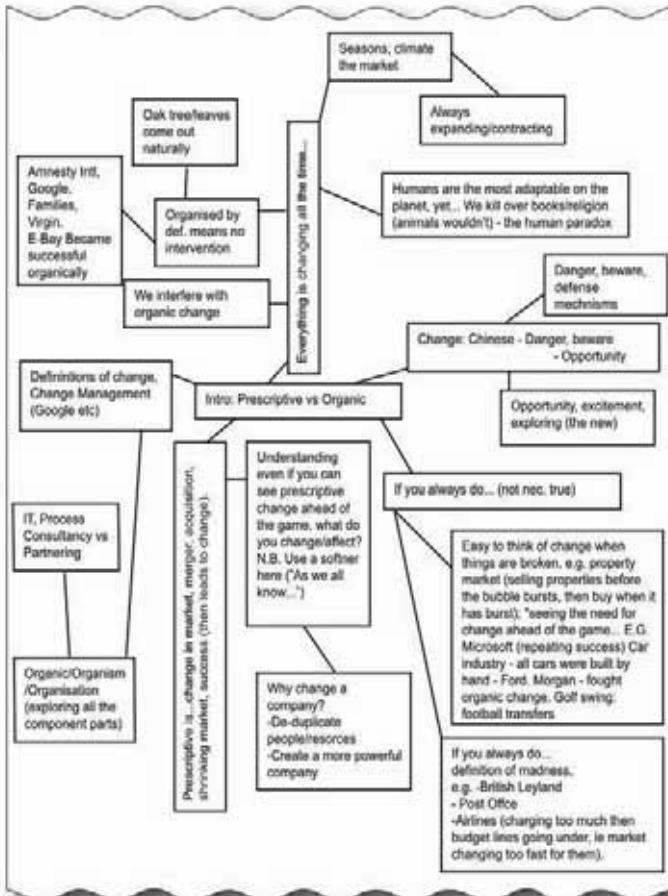 Seasons, climate
the market
Always
expanding/contracting
Oak tree/leaves
come out
naturally
Everything is changing all the time...
Amnesty Intl,
Google,
Families,
Virgin,
E-Bay Became
successful
organically
Organised by
def. means no
intervention
Humans are the most adaptable on the
planet, yet... We kill over books/religion
(animals wouldn't) - the human paradox
We interfere with
organic change
Danger, beware,
defense
mechnisms
Change: Chinese - Danger, beware
- Opportunity
Definintions of change,
Change Management
(Google etc)
Intro: Prescriptive vs Organic
Opportunity, excitement,
exploring (the new)
Prescriptive is...change in market, merger, acquisition,
shrinking market, success (then leads to change).
Understanding
even if you can
see prescriptive
change ahead of
the game, what do
you change/affect?
N.B. Use a softner
here ("As we all
know...")
If you always do... (not nec. true)
IT, Process
Consultancy vs
Partnering
Easy to think of change when
things are broken, e.g. property
market (selling properties before
the bubble bursts, then buy when it
has burst); "seeing the need for
change ahead of the game... E.G.
Microsoft (repeating success) Car
industry - all cars were built by
hand - Ford. Morgan - fought
organic change. Golf swing:
football transfers
Organic/Organism
/Organisation
(exploring all the
component parts)
Why change a
company?
-De-duplicate
people/resorces
-Create a more powerful
company
If you always do...
definition of madness,
e.g. -British Leyland
- Post Offce
-Airlines (charging too much then
budget lines going under, ie market
changing too fast for them),